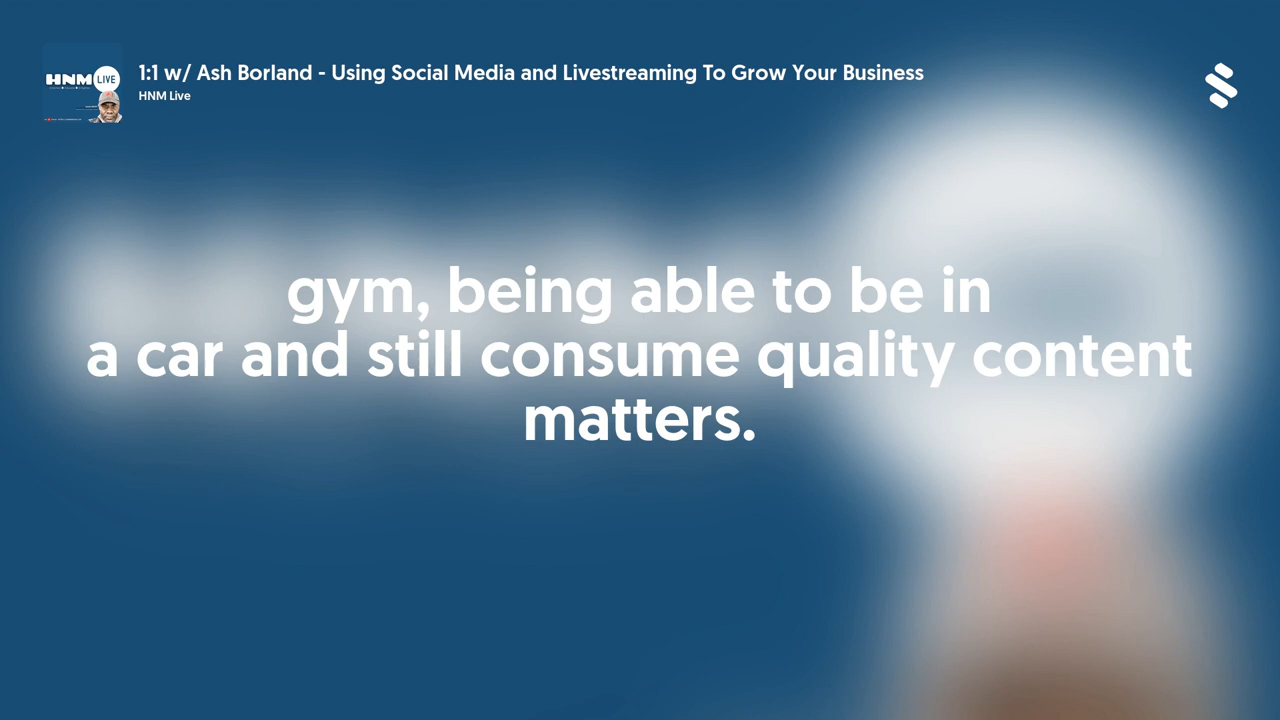 HNM LIVE
1:1 w/ Ash Borland - Using Social Media and Livestreaming To Grow Your Business
HNM Live
gym, being able to be in
a car and still consume quality content
matters.